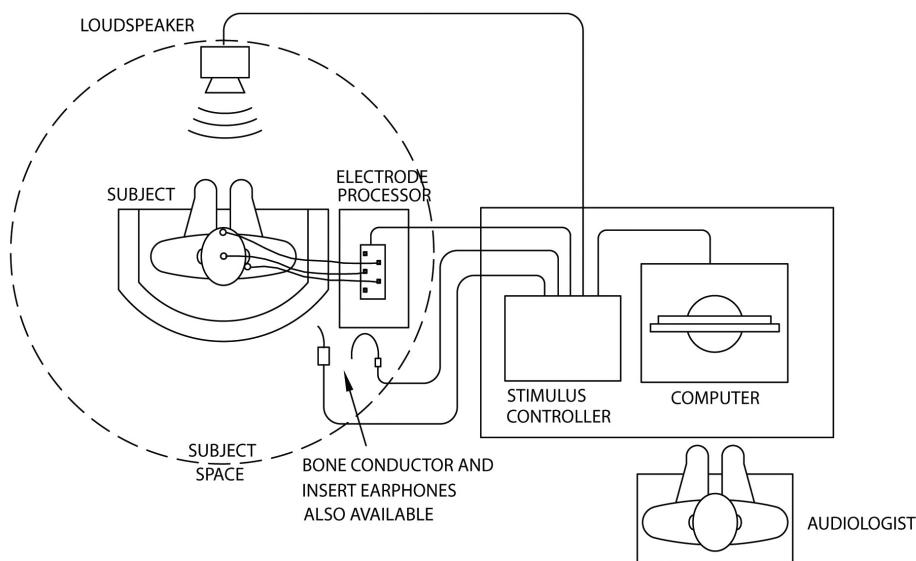 LOUDSPEAKER
ELECTRODE
PROCESSOR
SUBJECT
STIMULUS
CONTROLLER
COMPUTER
SUBJECT
SPACE
BONE CONDUCTOR AND
INSERT EARPHONES
ALSO AVAILABLE
AUDIOLOGIST